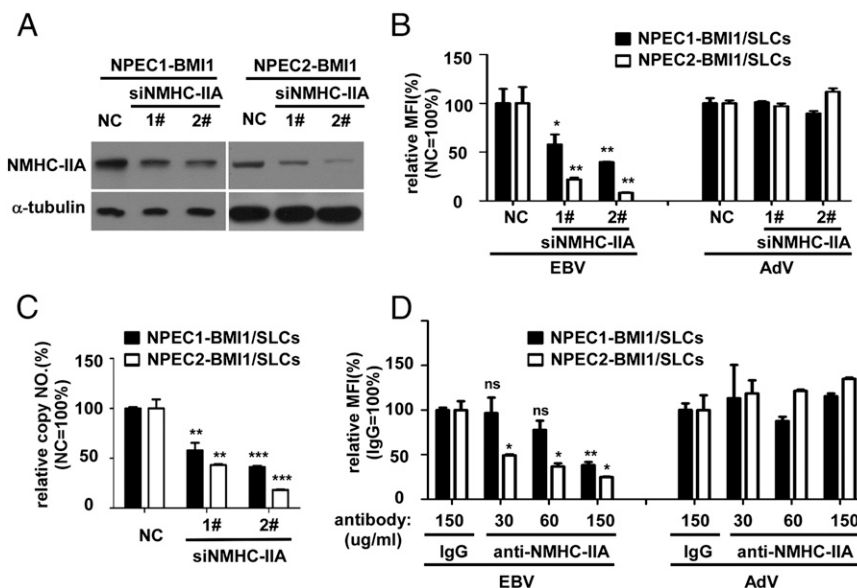 A
NPEC1-BMI1 NPEC2-BMI1
siNMHC-IIA siNMHC-IIA
NC 1# 2# NC 1# 2#
NMHC-IIA
α-tubulin
B
NPEC1-BMI1/SLCs
NPEC2-BMI1/SLCs
relative MFI(%)
(NC=100%)
150
100
50
0
* ** ** **
NC 1# 2# NC 1# 2#
siNMHC-IIA siNMHC-IIA
EBV AdV
C
NPEC1-BMI1/SLCs
NPEC2-BMI1/SLCs
relative copy NO.(%)
(NC=100%)
150
100
50
0
** ** *** ***
NC 1# 2#
siNMHC-IIA
D
NPEC1-BMI1/SLCs
NPEC2-BMI1/SLCs
relative MFI(%)
(IgG=100%)
150
100
50
0
ns * ns * ** *
antibody: 150 30 60 150 150 30 60 150
(ug/ml) IgG anti-NMHC-IIA IgG anti-NMHC-IIA
EBV AdV